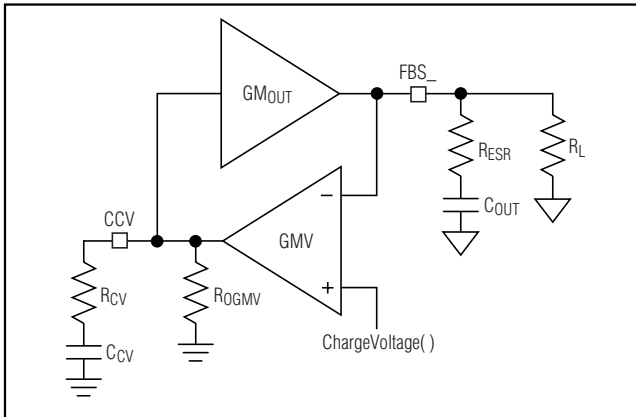 GMOUT
FBS_
RESR
RL
COUT
GMV
−
+
CCV
RCV
ROGMV
CCV
ChargeVoltage( )